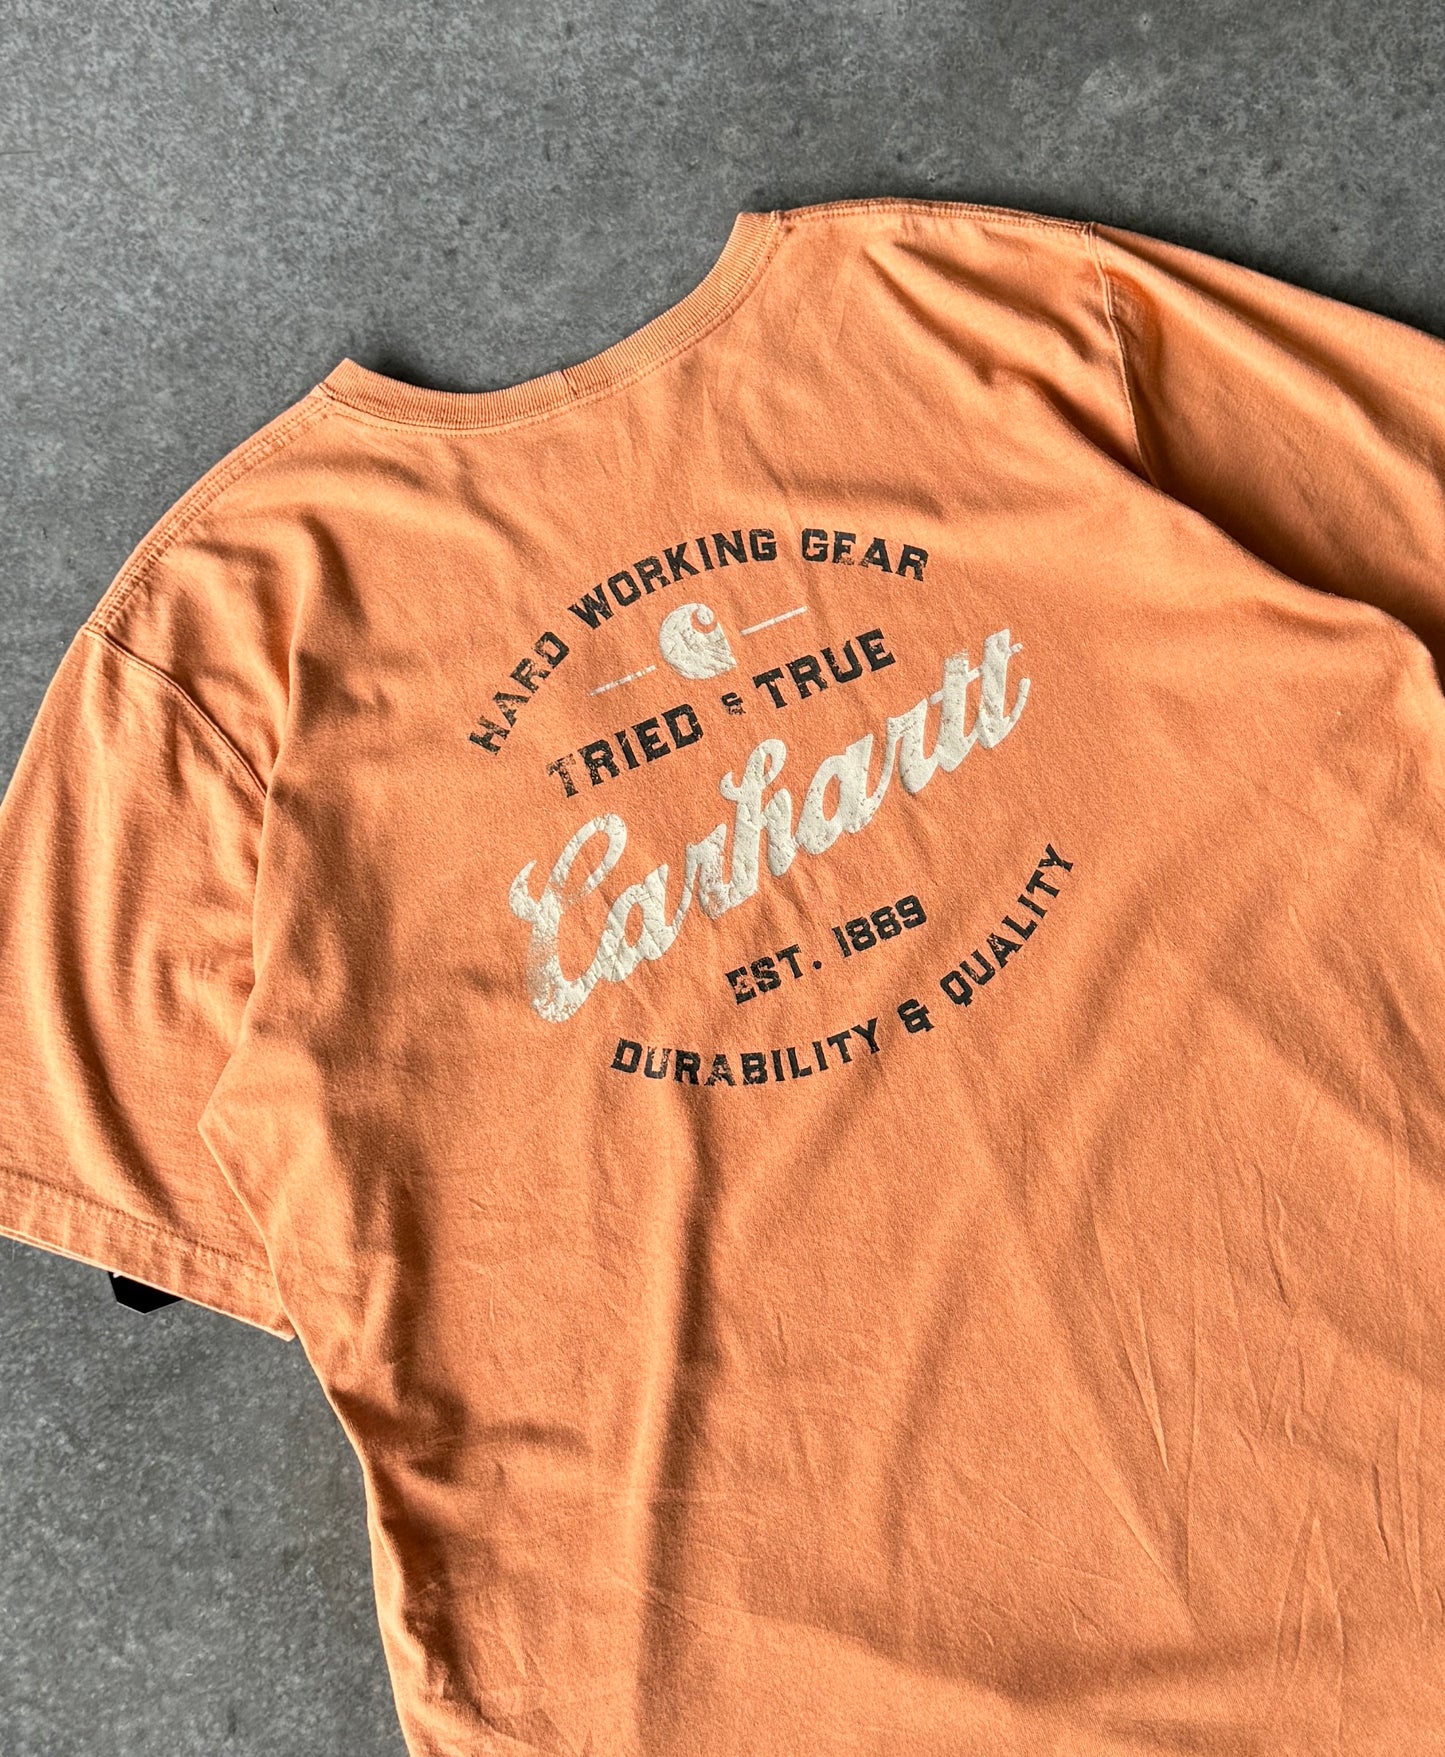 HARD WORKING GEAR
TRIED & TRUE
Carhartt
EST. 1889
DURABILITY & QUALITY